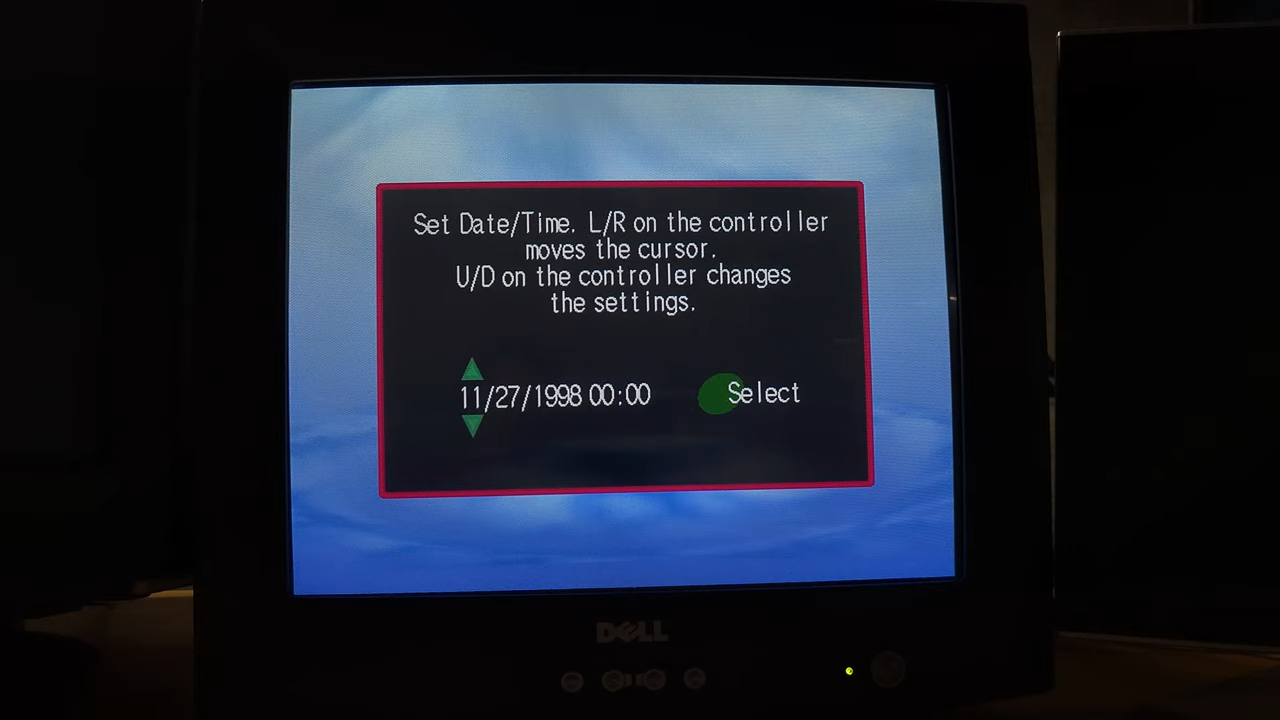 Set Date/Time. L/R on the controller
moves the cursor.
U/D on the controller changes
the settings.
11/27/1998 00:00
Select
DELL